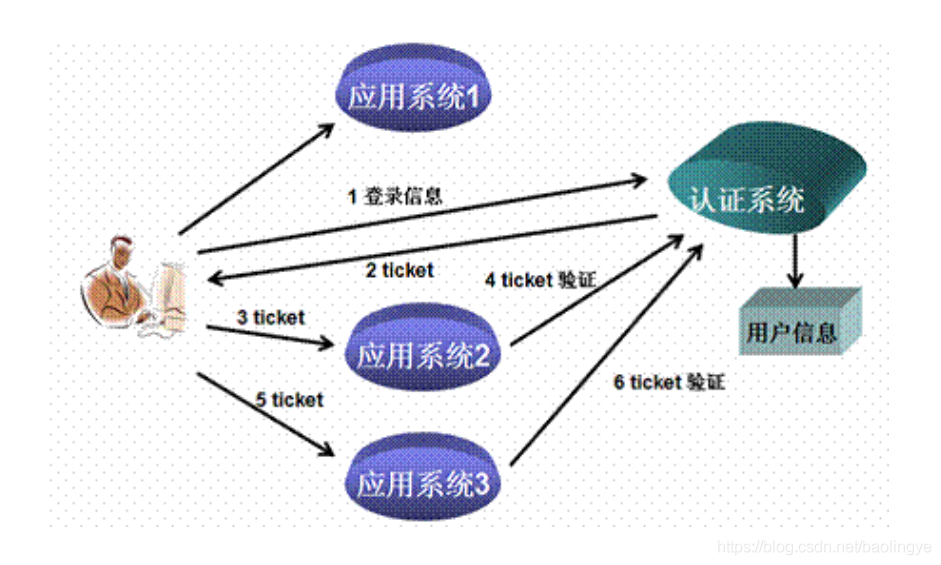 应用系统1
1 登录信息
认证系统
2 ticket
4 ticket 验证
3 ticket
用户信息
应用系统2
6 ticket 验证
5 ticket
应用系统3
https://blog.csdn.net/baolingye